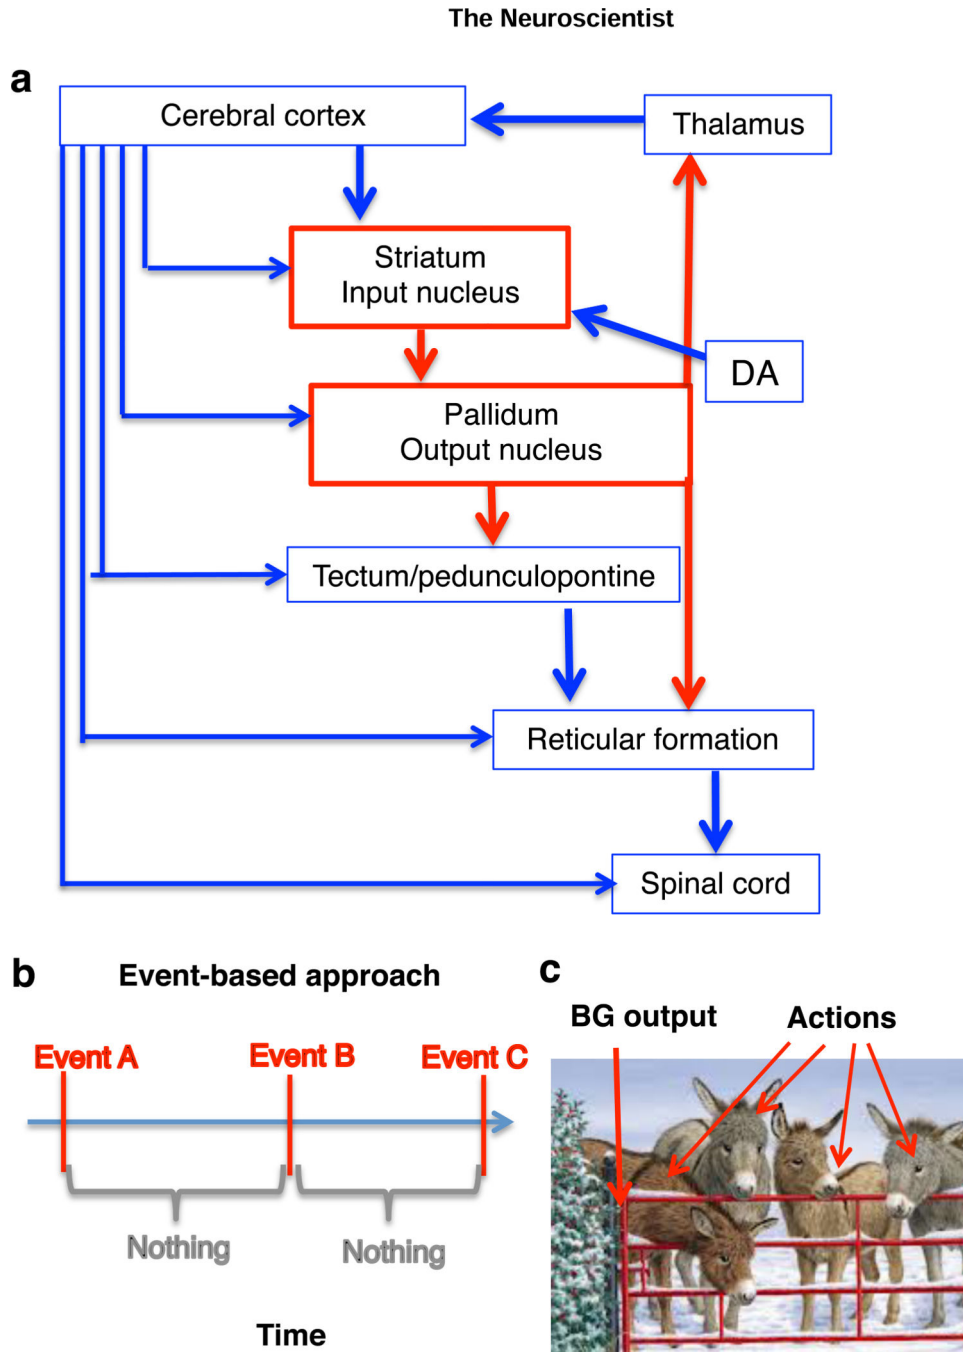 The Neuroscientist
a
Cerebral cortex
Thalamus
Striatum
Input nucleus
DA
Pallidum
Output nucleus
Tectum/pedunculopontine
Reticular formation
Spinal cord
b
Event-based approach
Event A
Event B
Event C
Nothing
Nothing
Time
c
BG output
Actions